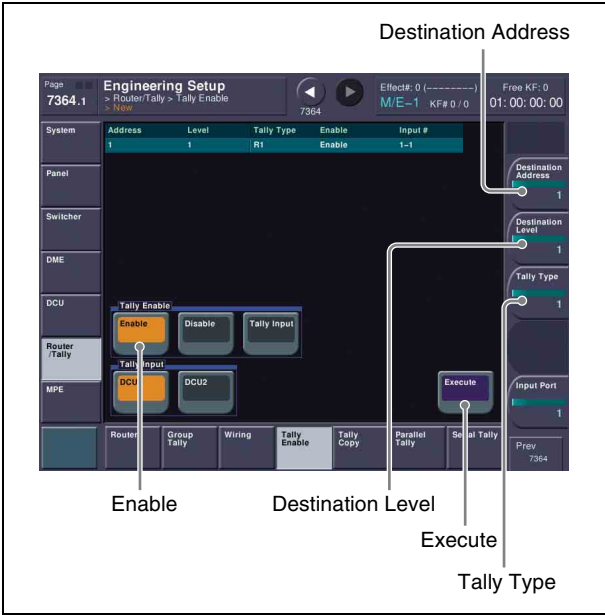 Destination Address
Page
7364.1
Engineering Setup
> Router/Tally > Tally Enable
> New
7364
Effect#: 0 (--------)
M/E-1 KF# 0 / 0
Free KF: 0
01: 00: 00: 00
System
Panel
Switcher
DME
DCU
Router
/Tally
MPE
Address Level Tally Type Enable Input #
1 1 R1 Enable 1-1
Destination
Address
1
Destination
Level
1
Tally Type
1
Input Port
1
Prev
7364
Tally Enable
Enable Disable Tally Input
Tally Input
DCU1 DCU2
Execute
Router
Group
Tally
Wiring
Tally
Enable
Tally
Copy
Parallel
Tally
Serial Tally
Enable
Destination Level
Execute
Tally Type